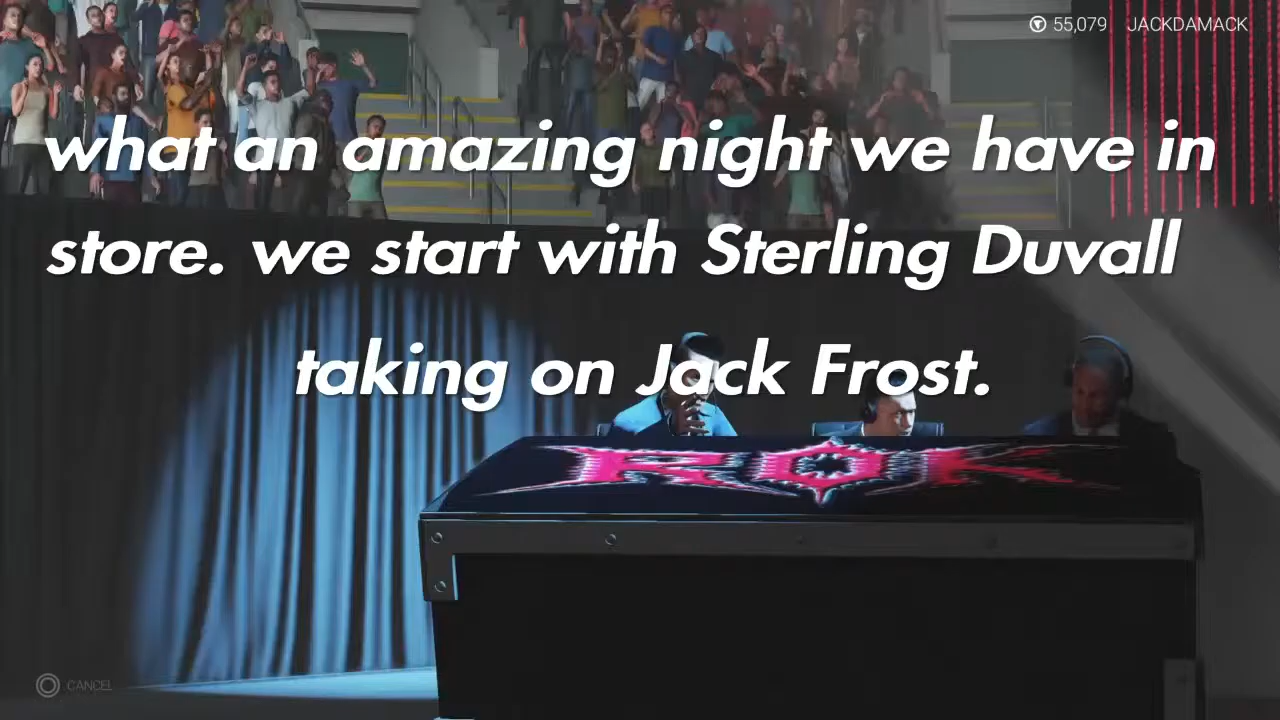 55,079 JACKDAMACK
what an amazing night we have in
store. we start with Sterling Duvall
taking on Jack Frost.
ROK
CANCEL